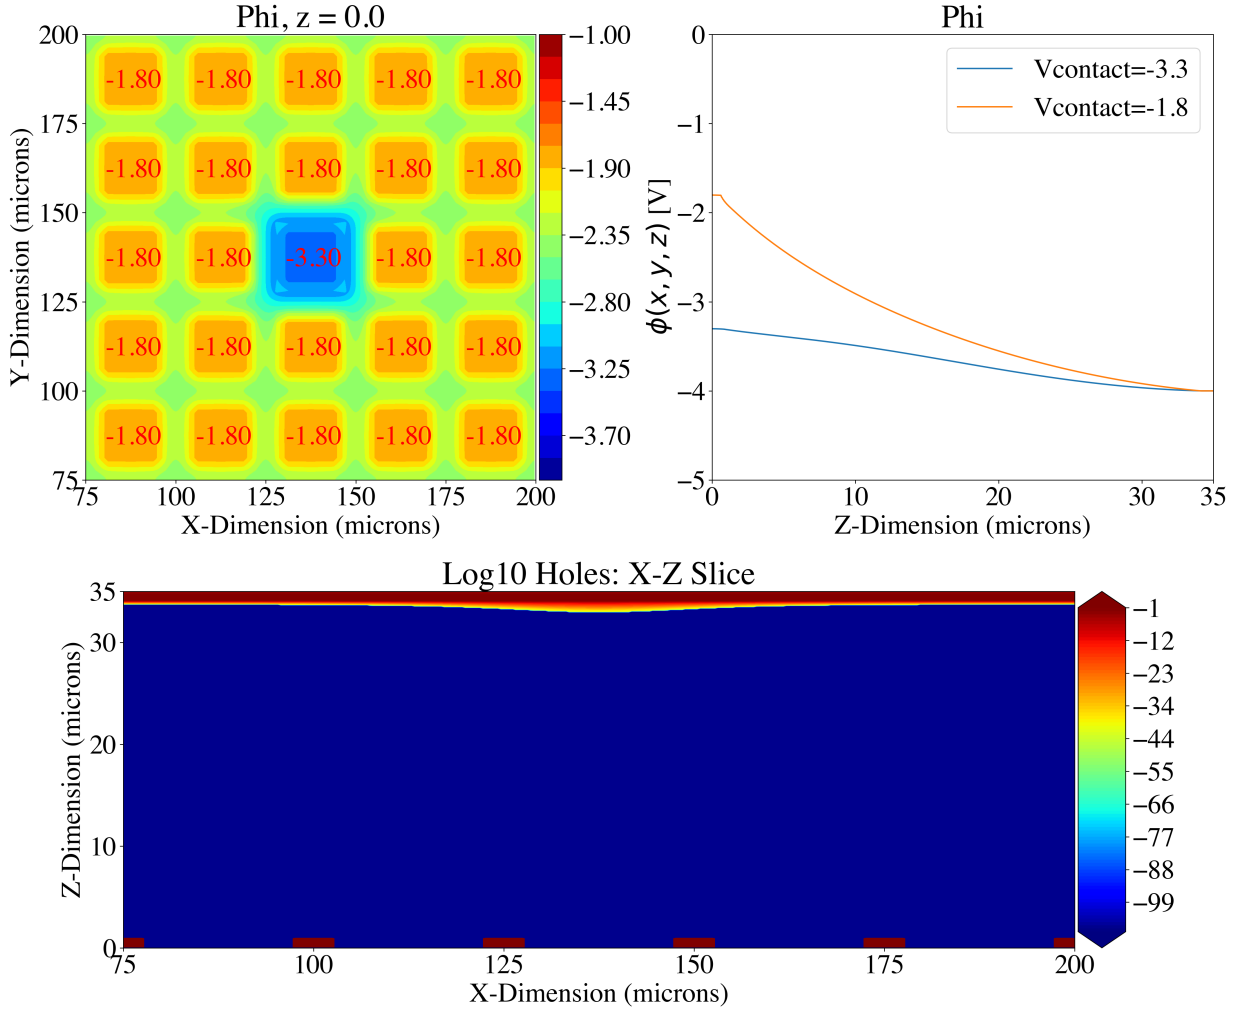 Phi, z = 0.0
Y-Dimension (microns)
200
175
150
125
100
75
-1.80 -1.80 -1.80 -1.80 -1.80
-1.80 -1.80 -1.80 -1.80 -1.80
-1.80 -1.80 -3.30 -1.80 -1.80
-1.80 -1.80 -1.80 -1.80 -1.80
-1.80 -1.80 -1.80 -1.80 -1.80
75 100 125 150 175 200
X-Dimension (microns)
−1.00
−1.45
−1.90
−2.35
−2.80
−3.25
−3.70
Phi
ϕ(x, y, z) [V]
0
−1
−2
−3
−4
−5
Vcontact=-3.3
Vcontact=-1.8
0 10 20 30 35
Z-Dimension (microns)
Log10 Holes: X-Z Slice
Z-Dimension (microns)
35
30
20
10
0
75 100 125 150 175 200
X-Dimension (microns)
−1
−12
−23
−34
−44
−55
−66
−77
−88
−99